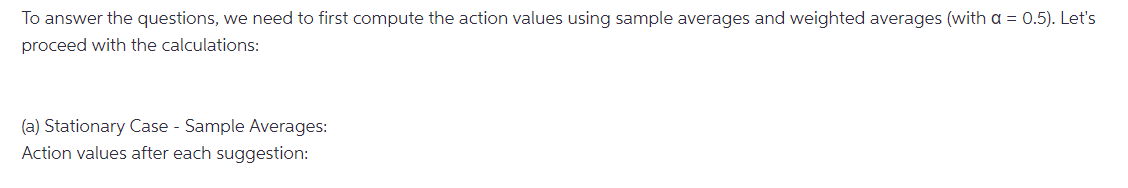 To answer the questions, we need to first compute the action values using sample averages and weighted averages (with α = 0.5). Let's
proceed with the calculations:
(a) Stationary Case - Sample Averages:
Action values after each suggestion: